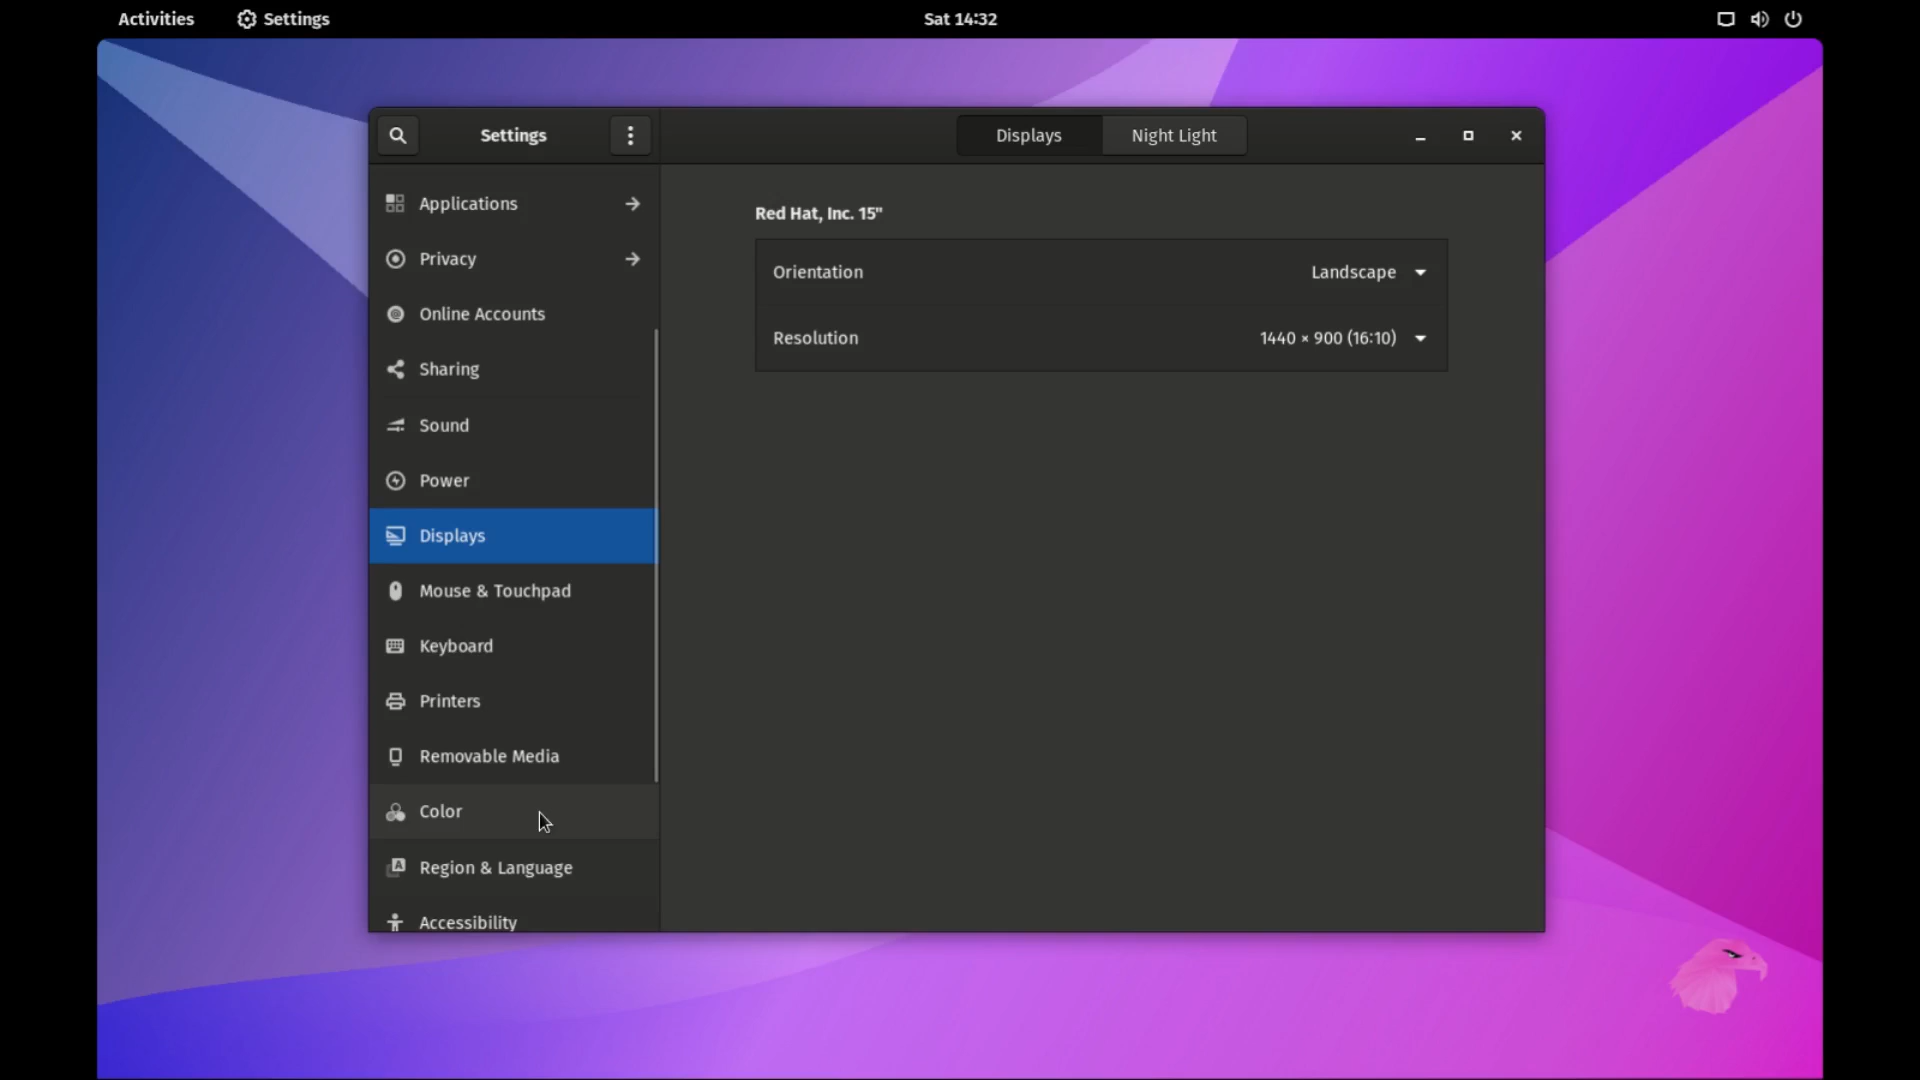 Activities
Settings
Sat 14:32
Settings
Displays
Night Light
Applications
Privacy
Online Accounts
Sharing
Sound
Power
Displays
Mouse & Touchpad
Keyboard
Printers
Removable Media
Color
Region & Language
Accessibility
Red Hat, Inc. 15"
Orientation
Landscape
Resolution
1440 × 900 (16:10)